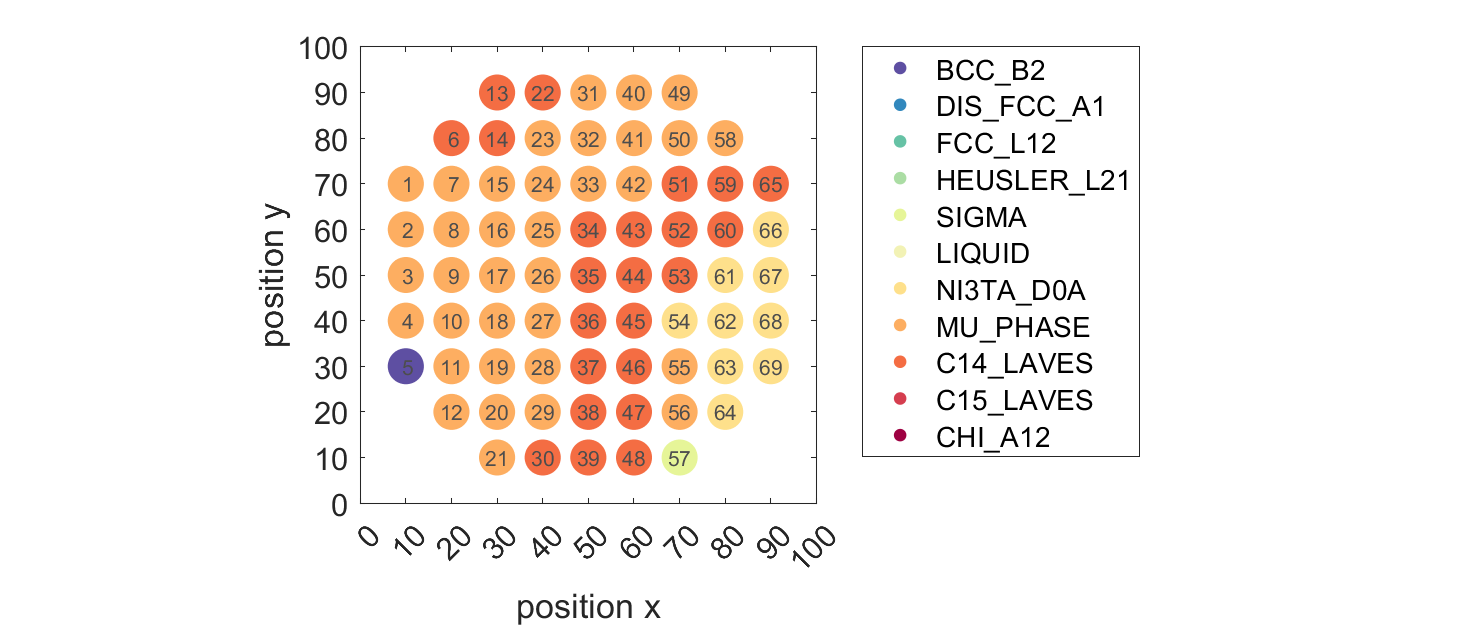 100
90
80
70
60
50
40
30
20
10
0
position y
13 22 31 40 49
6 14 23 32 41 50 58
1 7 15 24 33 42 51 59 65
2 8 16 25 34 43 52 60 66
3 9 17 26 35 44 53 61 67
4 10 18 27 36 45 54 62 68
5 11 19 28 37 46 55 63 69
12 20 29 38 47 56 64
21 30 39 48 57
0 10 20 30 40 50 60 70 80 90 100
position x
BCC_B2
DIS_FCC_A1
FCC_L12
HEUSLER_L21
SIGMA
LIQUID
NI3TA_D0A
MU_PHASE
C14_LAVES
C15_LAVES
CHI_A12